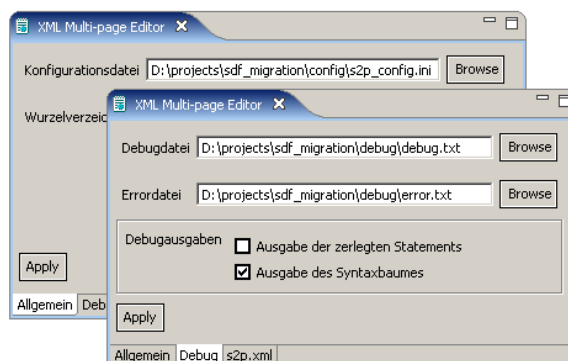 XML Multi-page Editor
Konfigurationsdatei D:\projects\sdf_migration\config\s2p_config.ini Browse
Wurzelverzeic
XML Multi-page Editor
Debugdatei D:\projects\sdf_migration\debug\debug.txt Browse
Errordatei D:\projects\sdf_migration\debug\error.txt Browse
Debugausgaben
Ausgabe der zerlegten Statements
Ausgabe des Syntaxbaumes
Apply
Allgemein Deb
Apply
Allgemein Debug s2p.xml